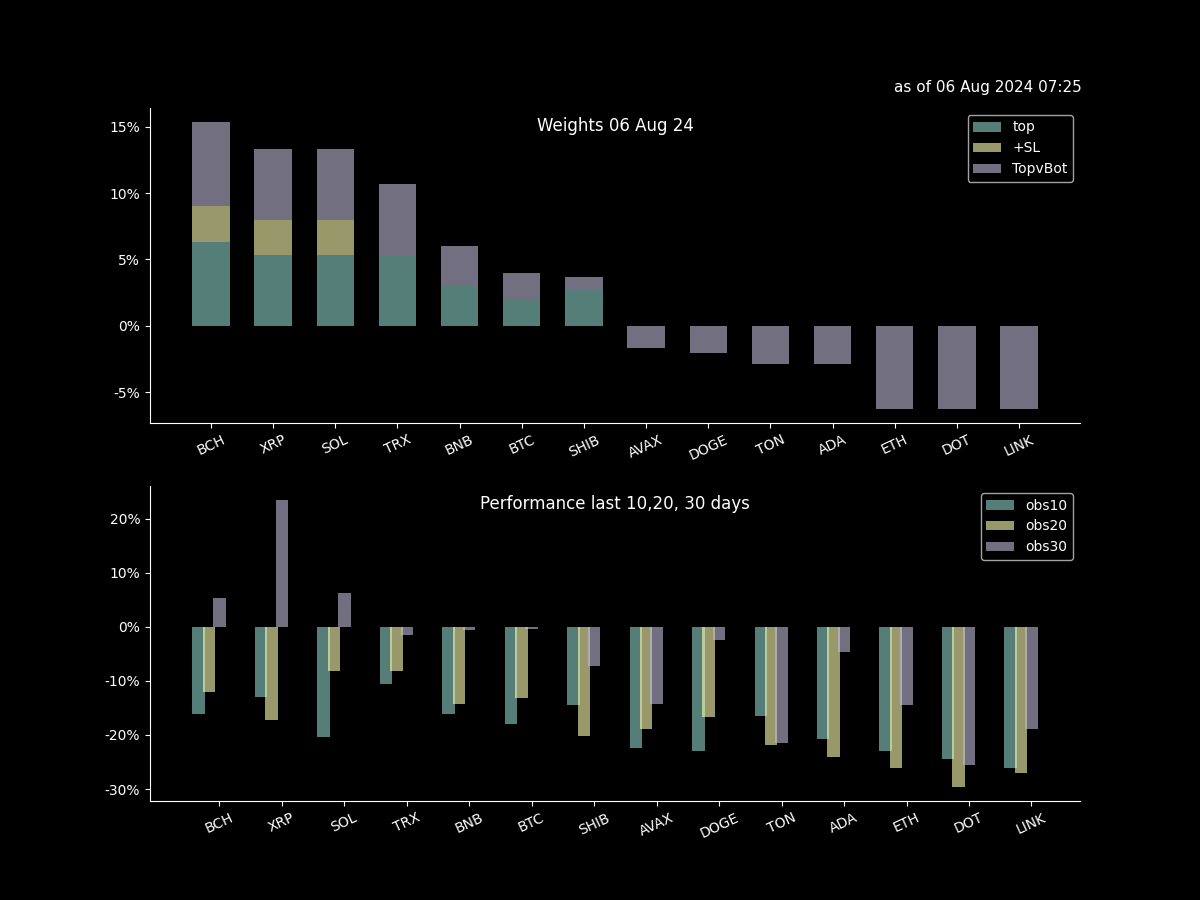 as of 06 Aug 2024 07:25
Weights 06 Aug 24
top
+SL
TopvBot
15%
10%
5%
0%
-5%
BCH XRP SOL TRX BNB BTC SHIB AVAX DOGE TON ADA ETH DOT LINK
Performance last 10,20, 30 days
obs10
obs20
obs30
20%
10%
0%
-10%
-20%
-30%
BCH XRP SOL TRX BNB BTC SHIB AVAX DOGE TON ADA ETH DOT LINK